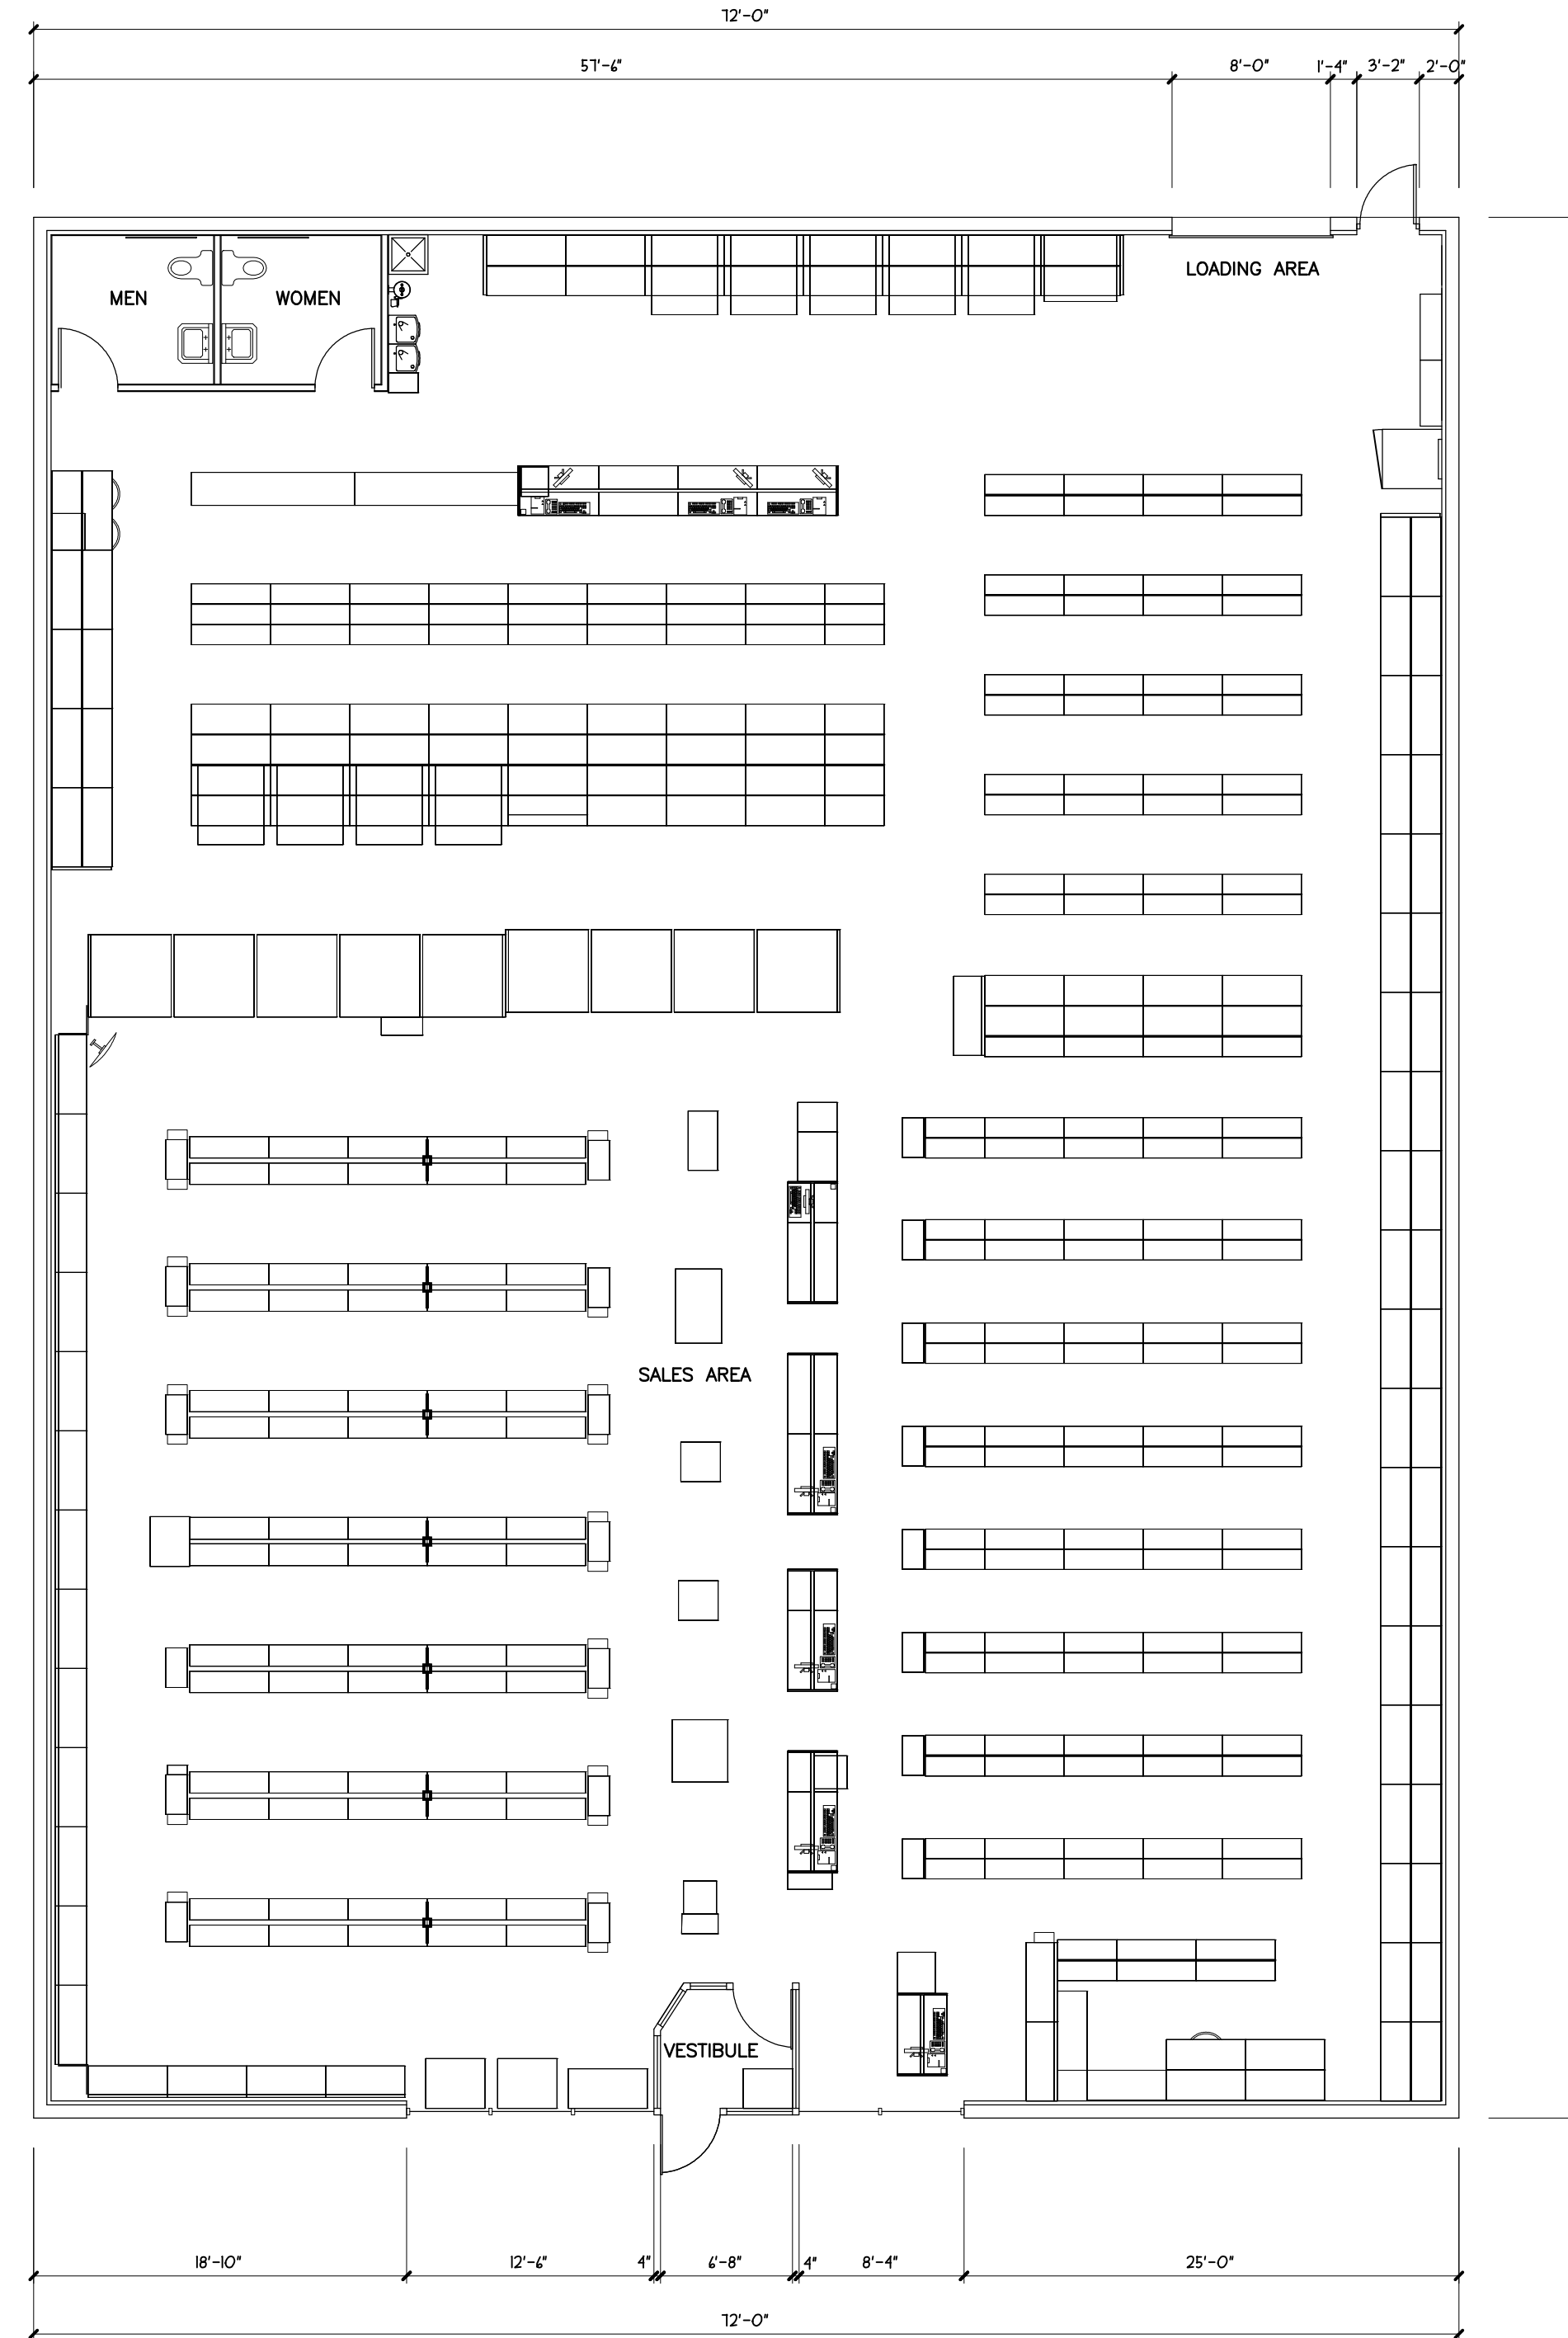 72'-0"
57'-6" 8'-0" 1'-4" 3'-2" 2'-0"
LOADING AREA
MEN WOMEN
SALES AREA
VESTIBULE
18'-10" 12'-6" 4" 6'-8" 4" 8'-4" 25'-0"
72'-0"